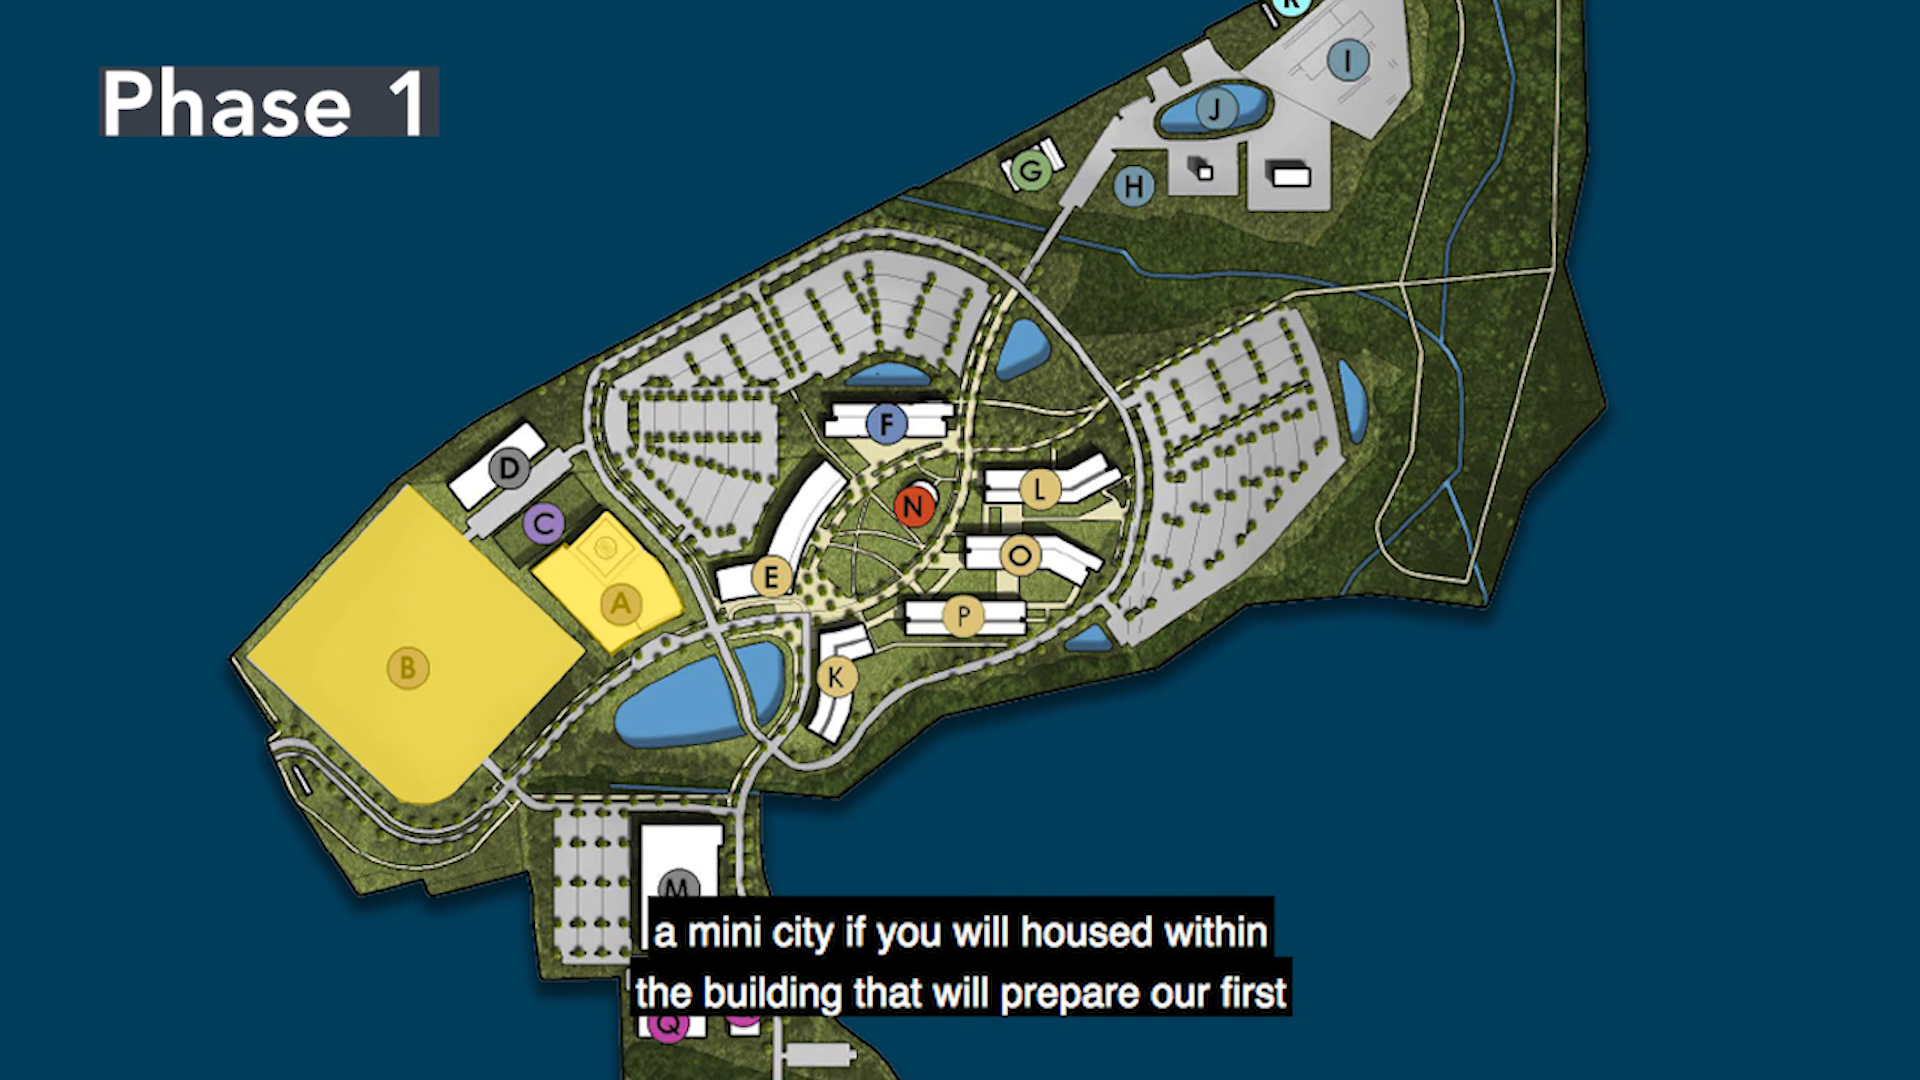 Phase 1
K
I
J
G
H
F
D
L
N
C
O
E
A
P
B
K
M
a mini city if you will housed within
the building that will prepare our first
Q